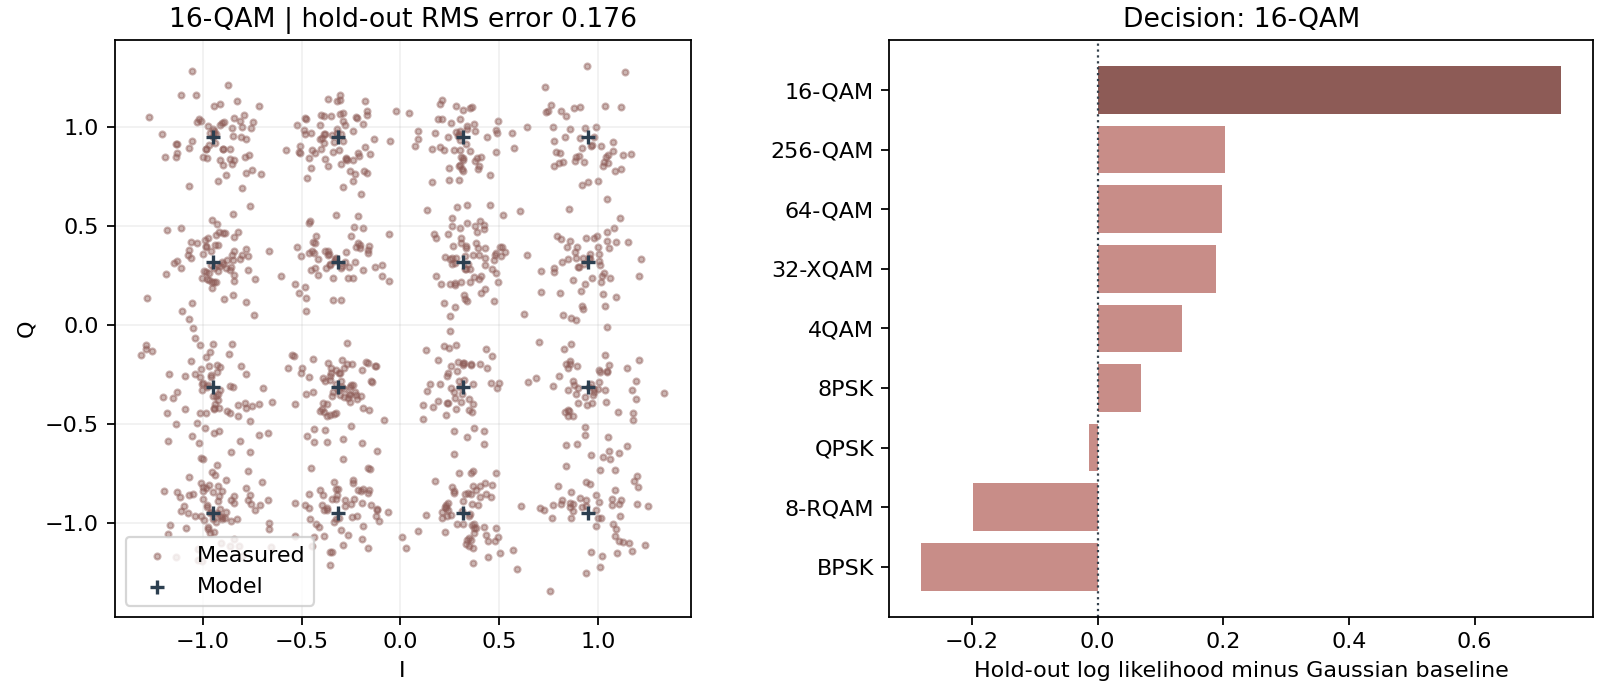 16-QAM | hold-out RMS error 0.176
1.0
0.5
0.0
−0.5
−1.0
Q
Measured
Model
−1.0
−0.5
0.0
0.5
1.0
I
Decision: 16-QAM
16-QAM
256-QAM
64-QAM
32-XQAM
4QAM
8PSK
QPSK
8-RQAM
BPSK
−0.2
0.0
0.2
0.4
0.6
Hold-out log likelihood minus Gaussian baseline